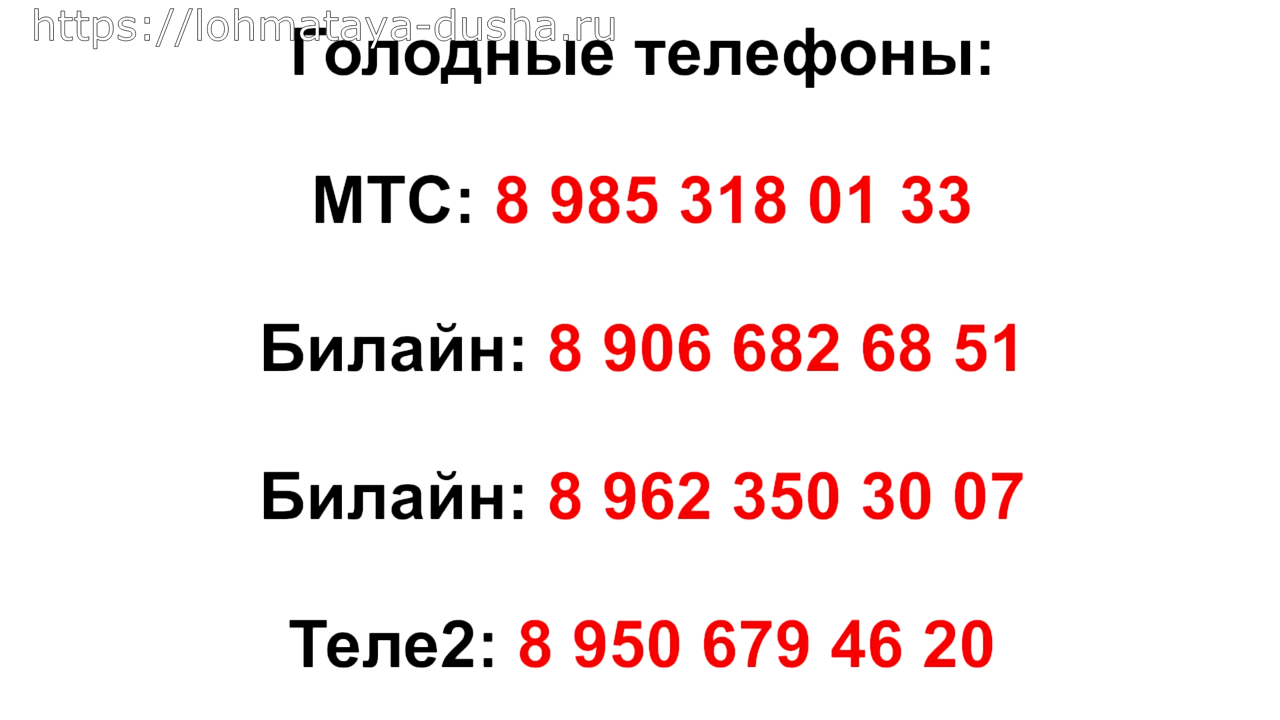 https://lohmataya-dusha.ru
Голодные телефоны:
МТС: 8 985 318 01 33
Билайн: 8 906 682 68 51
Билайн: 8 962 350 30 07
Теле2: 8 950 679 46 20